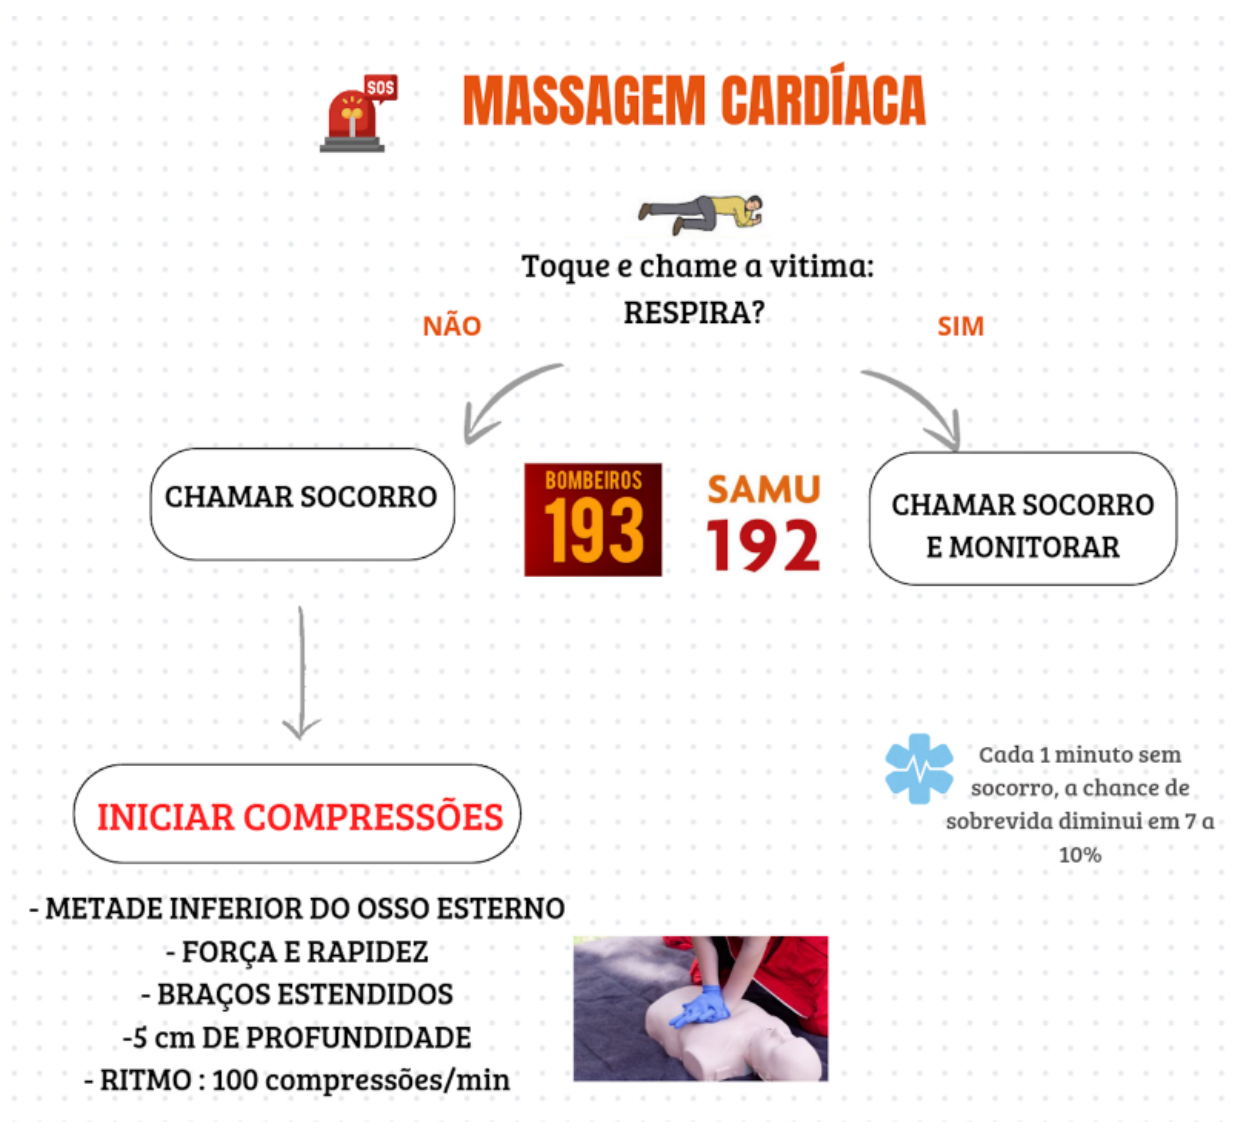 SOS
MASSAGEM CARDÍACA
Toque e chame a vitima:
RESPIRA?
NÃO
SIM
CHAMAR SOCORRO
BOMBEIROS
193
SAMU
192
CHAMAR SOCORRO
E MONITORAR
INICIAR COMPRESSÕES
Cada 1 minuto sem
socorro, a chance de
sobrevida diminui em 7 a
10%
- METADE INFERIOR DO OSSO ESTERNO
- FORÇA E RAPIDEZ
- BRAÇOS ESTENDIDOS
-5 cm DE PROFUNDIDADE
- RITMO : 100 compressões/min